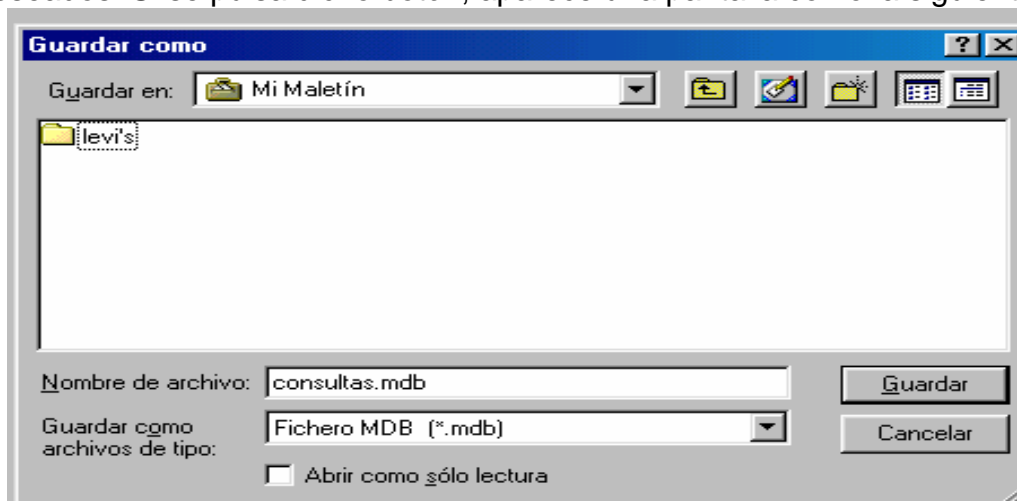 Guardar como
Guardar en: Mi Maletín
levi's
Nombre de archivo: consultas.mdb Guardar
Guardar como
archivos de tipo: Fichero MDB (*.mdb) Cancelar
Abrir como sólo lectura